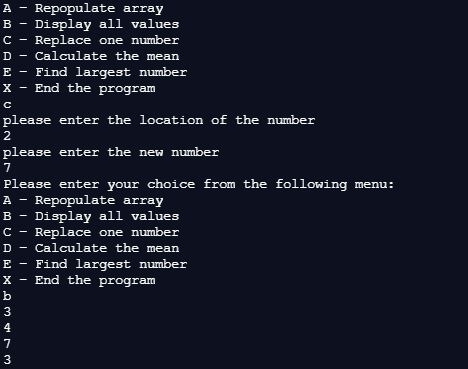 A - Repopulate array
B - Display all values
C - Replace one number
D - Calculate the mean
E - Find largest number
X - End the program
c
please enter the location of the number
2
please enter the new number
7
Please enter your choice from the following menu:
A - Repopulate array
B - Display all values
C - Replace one number
D - Calculate the mean
E - Find largest number
X - End the program
b
3
4
7
3